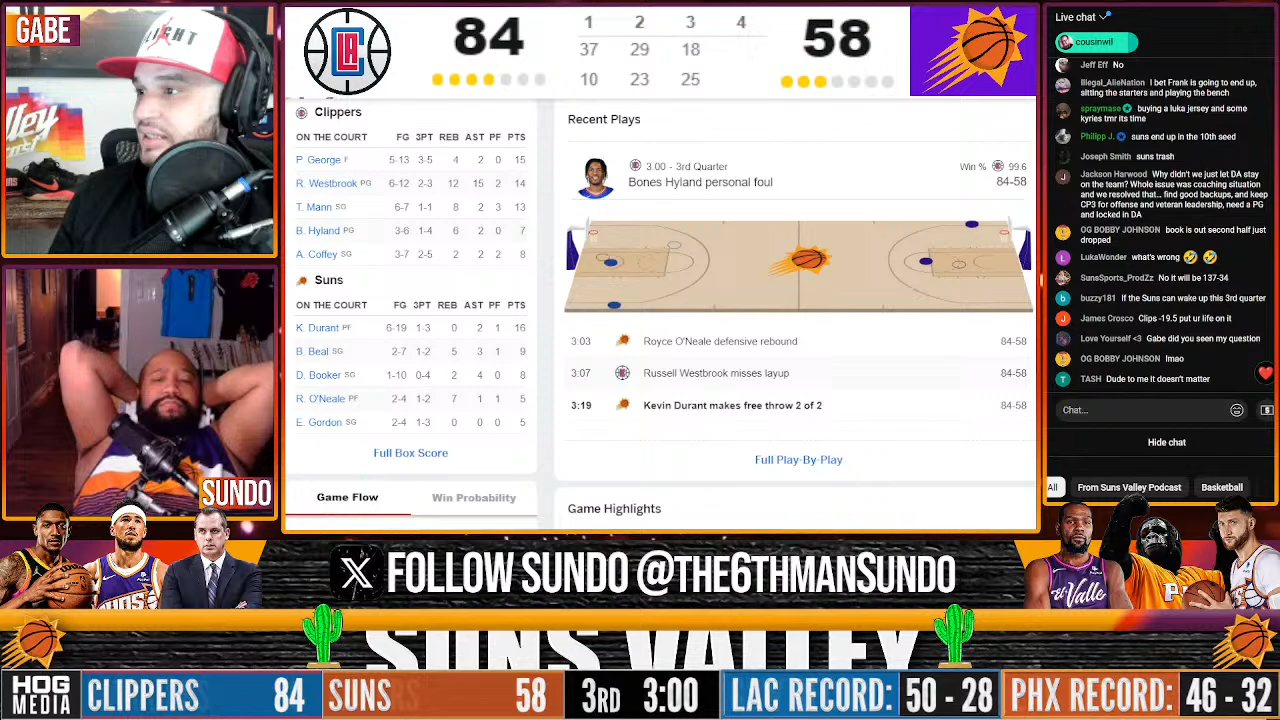 GABE
LIGHT
SUNDO
LA
84
1 2 3 4
37 29 18
10 23 25
58
Clippers
ON THE COURT FG 3PT REB AST PF PTS
P. George F 5-13 3-5 4 2 0 15
R. Westbrook PG 6-12 2-3 12 15 2 14
T. Mann SG 6-7 1-1 8 2 3 13
B. Hyland PG 3-6 1-4 6 2 0 7
A. Coffey SG 3-7 2-5 2 2 2 8
Suns
ON THE COURT FG 3PT REB AST PF PTS
K. Durant PF 6-19 1-3 0 2 1 16
B. Beal SG 2-7 1-2 5 3 1 9
D. Booker SG 1-10 0-4 2 4 0 8
R. O'Neale PF 2-4 1-2 7 1 1 5
E. Gordon SG 2-4 1-3 0 0 0 5
Full Box Score
Game Flow
Win Probability
Recent Plays
3:00 - 3rd Quarter
Bones Hyland personal foul
Win % 99.6
84-58
3:03 Royce O'Neale defensive rebound 84-58
3:07 Russell Westbrook misses layup 84-58
3:19 Kevin Durant makes free throw 2 of 2 84-58
Full Play-By-Play
Game Highlights
Live chat
cousinwil
Jeff Eff No
Illegal_AlieNation I bet Frank is going to end up, sitting the starters and playing the bench
spraymase buying a luka jersey and some kyries tmr its time
Philipp J. suns end up in the 10th seed
Joseph Smith suns trash
Jackson Harwood Why didn't we just let DA stay on the team? Whole issue was coaching situation and we resolved that... find good backups, and keep CP3 for offense and veteran leadership, need a PG and locked in DA
OG BOBBY JOHNSON book is out second half just dropped
LukaWonder what's wrong 🤣 🤣
SunsSports_ProdZz No it will be 137-34
buzzy181 If the Suns can wake up this 3rd quarter
James Crosco Clips -19.5 put ur life on it
Love Yourself <3 Gabe did you seen my question
OG BOBBY JOHNSON lmao
TASH Dude to me it doesn't matter
Chat...
Hide chat
All
From Suns Valley Podcast
Basketball
X FOLLOW SUNDO @THE6THMANSUNDO
SUNS VALLEY
HOG MEDIA
CLIPPERS 84
SUNS 58
3RD 3:00
LAC RECORD: 50 - 28
PHX RECORD: 46 - 32